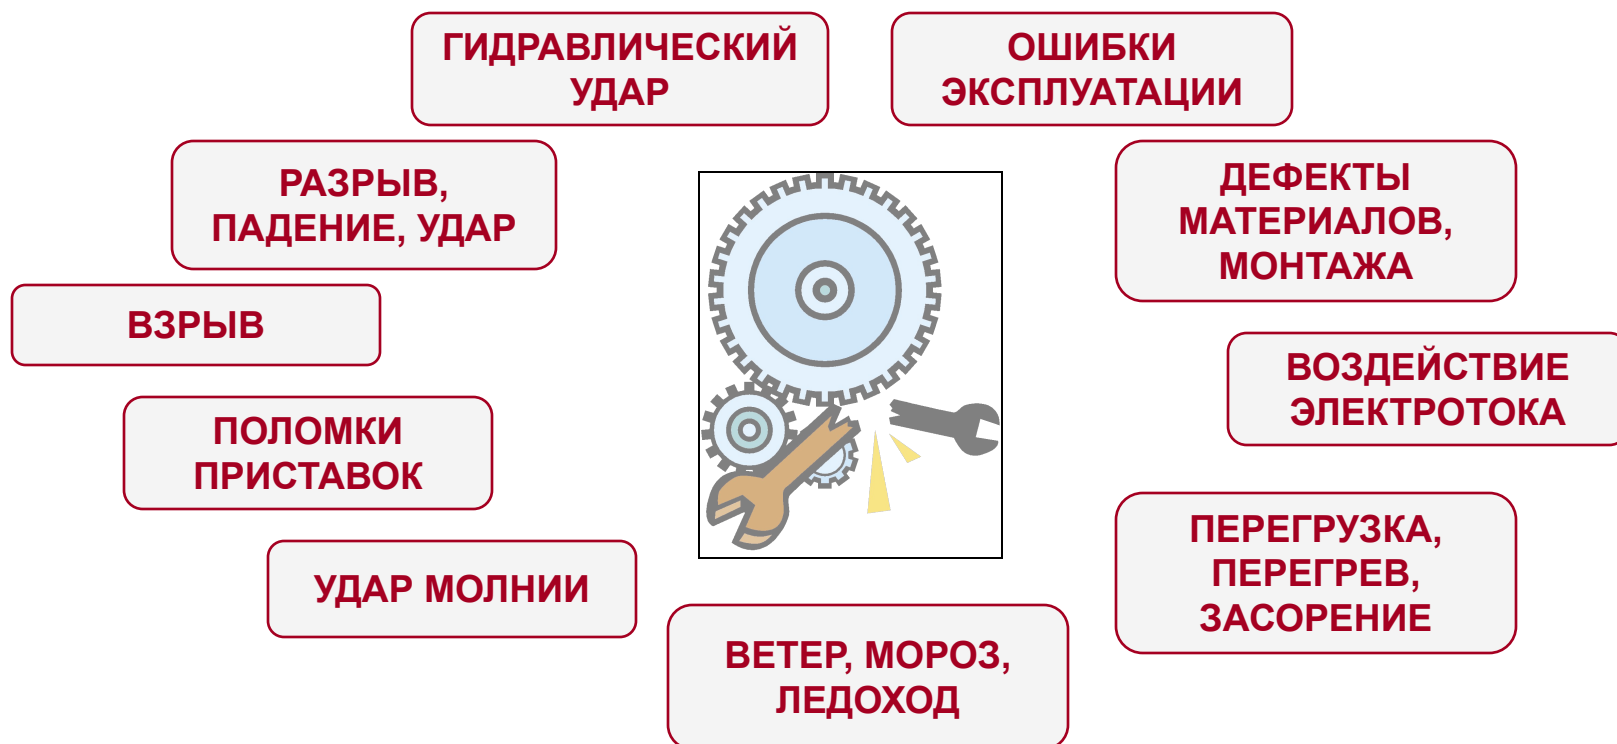 ГИДРАВЛИЧЕСКИЙ
УДАР
ОШИБКИ
ЭКСПЛУАТАЦИИ
РАЗРЫВ,
ПАДЕНИЕ, УДАР
ДЕФЕКТЫ
МАТЕРИАЛОВ,
МОНТАЖА
ВЗРЫВ
ВОЗДЕЙСТВИЕ
ЭЛЕКТРОТОКА
ПОЛОМКИ
ПРИСТАВОК
ПЕРЕГРУЗКА,
ПЕРЕГРЕВ,
ЗАСОРЕНИЕ
УДАР МОЛНИИ
ВЕТЕР, МОРОЗ,
ЛЕДОХОД